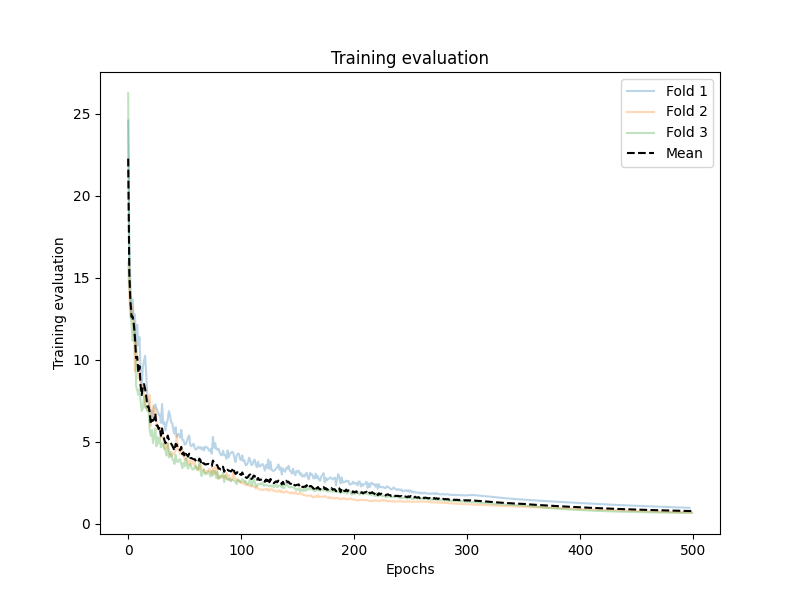 Training evaluation
Fold 1
Fold 2
Fold 3
Mean
Training evaluation
25
20
15
10
5
0
0 100 200 300 400 500
Epochs